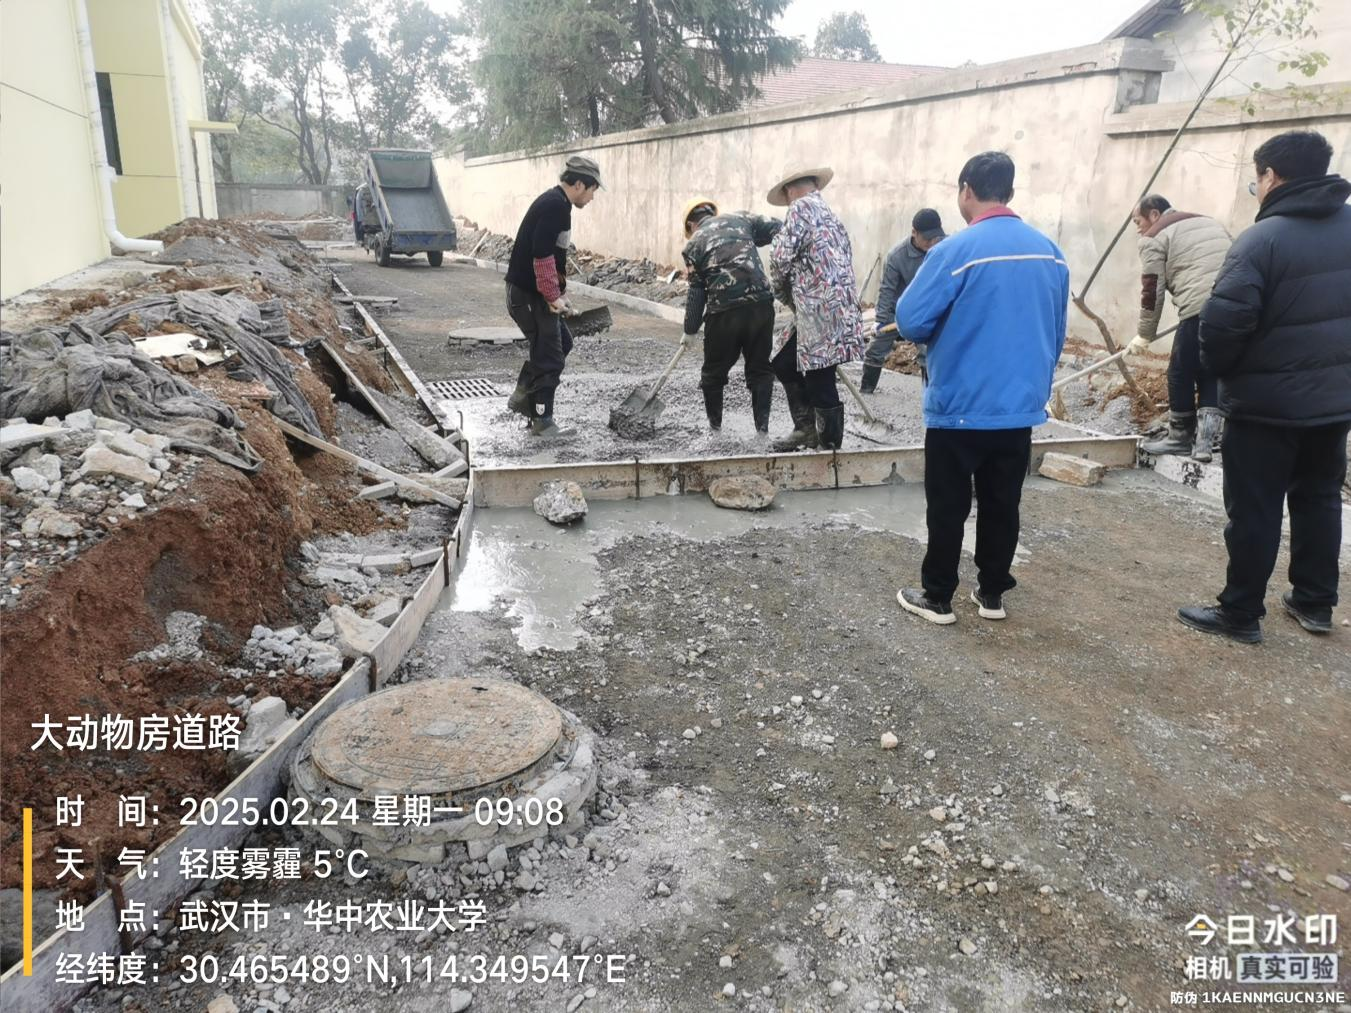 大动物房道路
时 间：2025.02.24 星期一 09:08
天 气：轻度雾霾 5°C
地 点：武汉市·华中农业大学
经纬度：30.465489°N,114.349547°E
今日水印
相机 真实可验
防伪 1KAENNMGUCN3NE